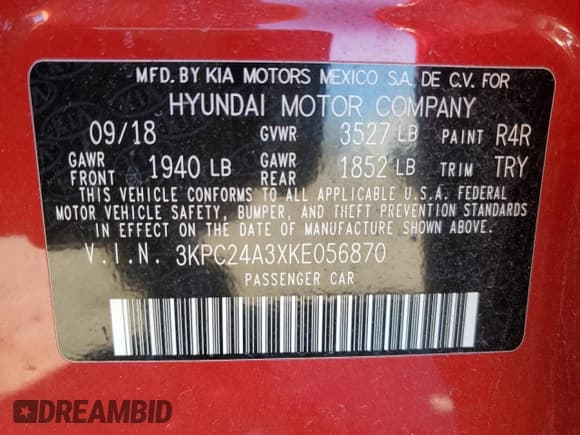 MFD. BY KIA MOTORS MEXICO S.A. DE C.V. FOR
HYUNDAI MOTOR COMPANY
09/18 GVWR 3527 LB PAINT R4R
GAWR FRONT 1940 LB GAWR REAR 1852 LB TRIM TRY
THIS VEHICLE CONFORMS TO ALL APPLICABLE U.S.A. FEDERAL
MOTOR VEHICLE SAFETY, BUMPER, AND THEFT PREVENTION STANDARDS
IN EFFECT ON THE DATE OF MANUFACTURE SHOWN ABOVE.
V.I.N. 3KPC24A3XKE056870
PASSENGER CAR
DREAMBID